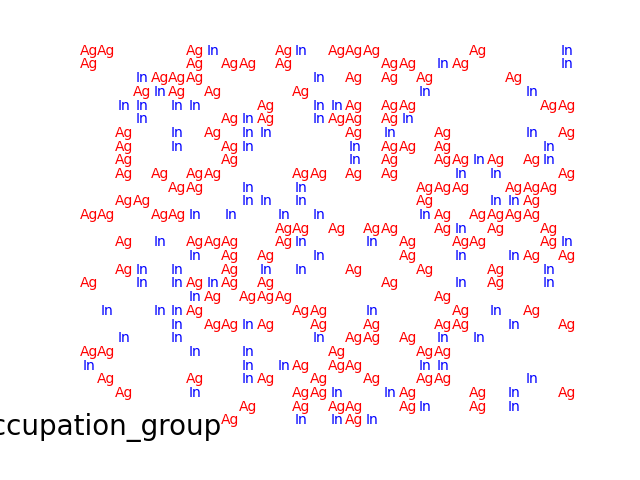 AgAg Ag In Ag In AgAgAg Ag In
Ag Ag AgAg Ag AgAg In Ag In
In AgAgAg In Ag Ag Ag Ag
Ag In Ag Ag Ag In In
In In In In Ag In In Ag AgAg AgAg
In Ag In Ag In AgAg Ag In
Ag In Ag In In Ag In Ag In Ag
Ag In Ag In In AgAg Ag In
Ag Ag In Ag AgAg In Ag Ag In
Ag Ag AgAg AgAg Ag Ag In In Ag
AgAg In In AgAgAg AgAgAg
AgAg In In In Ag In In Ag
AgAg AgAg In In In In In Ag AgAgAgAg
AgAg Ag AgAg Ag In Ag Ag
Ag In AgAgAg Ag In In Ag AgAg Ag In
In Ag Ag In Ag In In Ag Ag
Ag In In Ag In In Ag Ag Ag In
Ag In In Ag In Ag Ag Ag In Ag In
In Ag AgAgAg Ag
In In In Ag AgAg In Ag In Ag
In AgAg In Ag Ag Ag AgAg In Ag
In In In AgAg Ag In In
AgAg In In Ag AgAg
In In In Ag AgAg In In
Ag Ag In Ag Ag Ag AgAg In
Ag In AgAg In In Ag Ag In Ag
Ag Ag AgAg Ag In Ag In
Ag In In Ag In
ccupation_group